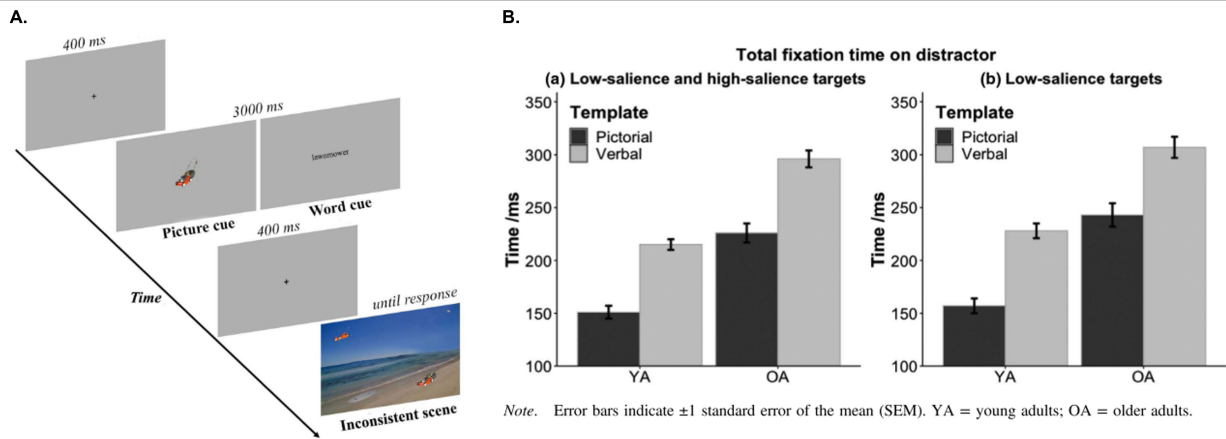 A.
400 ms
3000 ms
lawnmower
Picture cue
Word cue
400 ms
Time
until response
Inconsistent scene
B.
Total fixation time on distractor
(a) Low-salience and high-salience targets
Template
Pictorial
Verbal
Time /ms
350
300
250
200
150
100
YA
OA
(b) Low-salience targets
Template
Pictorial
Verbal
Time /ms
350
300
250
200
150
100
YA
OA
Note. Error bars indicate ±1 standard error of the mean (SEM). YA = young adults; OA = older adults.